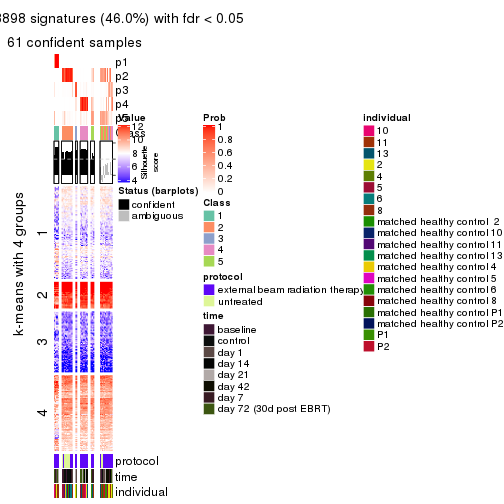 3898 signatures (46.0%) with fdr < 0.05
61 confident samples
p1
p2
p3
p4
Value
12
10
8
6
4
Silhouette
score
Status (barplots)
confident
ambiguous
Prob
1
0.8
0.6
0.4
0.2
0
Class
1
2
3
4
5
protocol
external beam radiation therapy
untreated
time
baseline
control
day 1
day 14
day 21
day 42
day 7
day 72 (30d post EBRT)
individual
10
11
13
2
4
5
6
8
matched healthy control 2
matched healthy control 10
matched healthy control 11
matched healthy control 13
matched healthy control 4
matched healthy control 5
matched healthy control 6
matched healthy control 8
matched healthy control P1
matched healthy control P2
P1
P2
k-means with 4 groups
1
2
3
4
protocol
time
individual